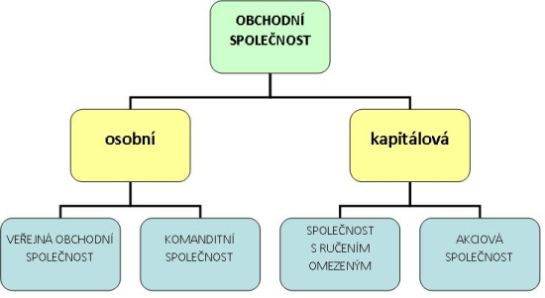 OBCHODNÍ
SPOLEČNOST
osobní
kapitálová
VEŘEJNÁ OBCHODNÍ
SPOLEČNOST
KOMANDITNÍ
SPOLEČNOST
SPOLEČNOST
S RUČENÍM
OMEZENÝM
AKCIOVÁ
SPOLEČNOST